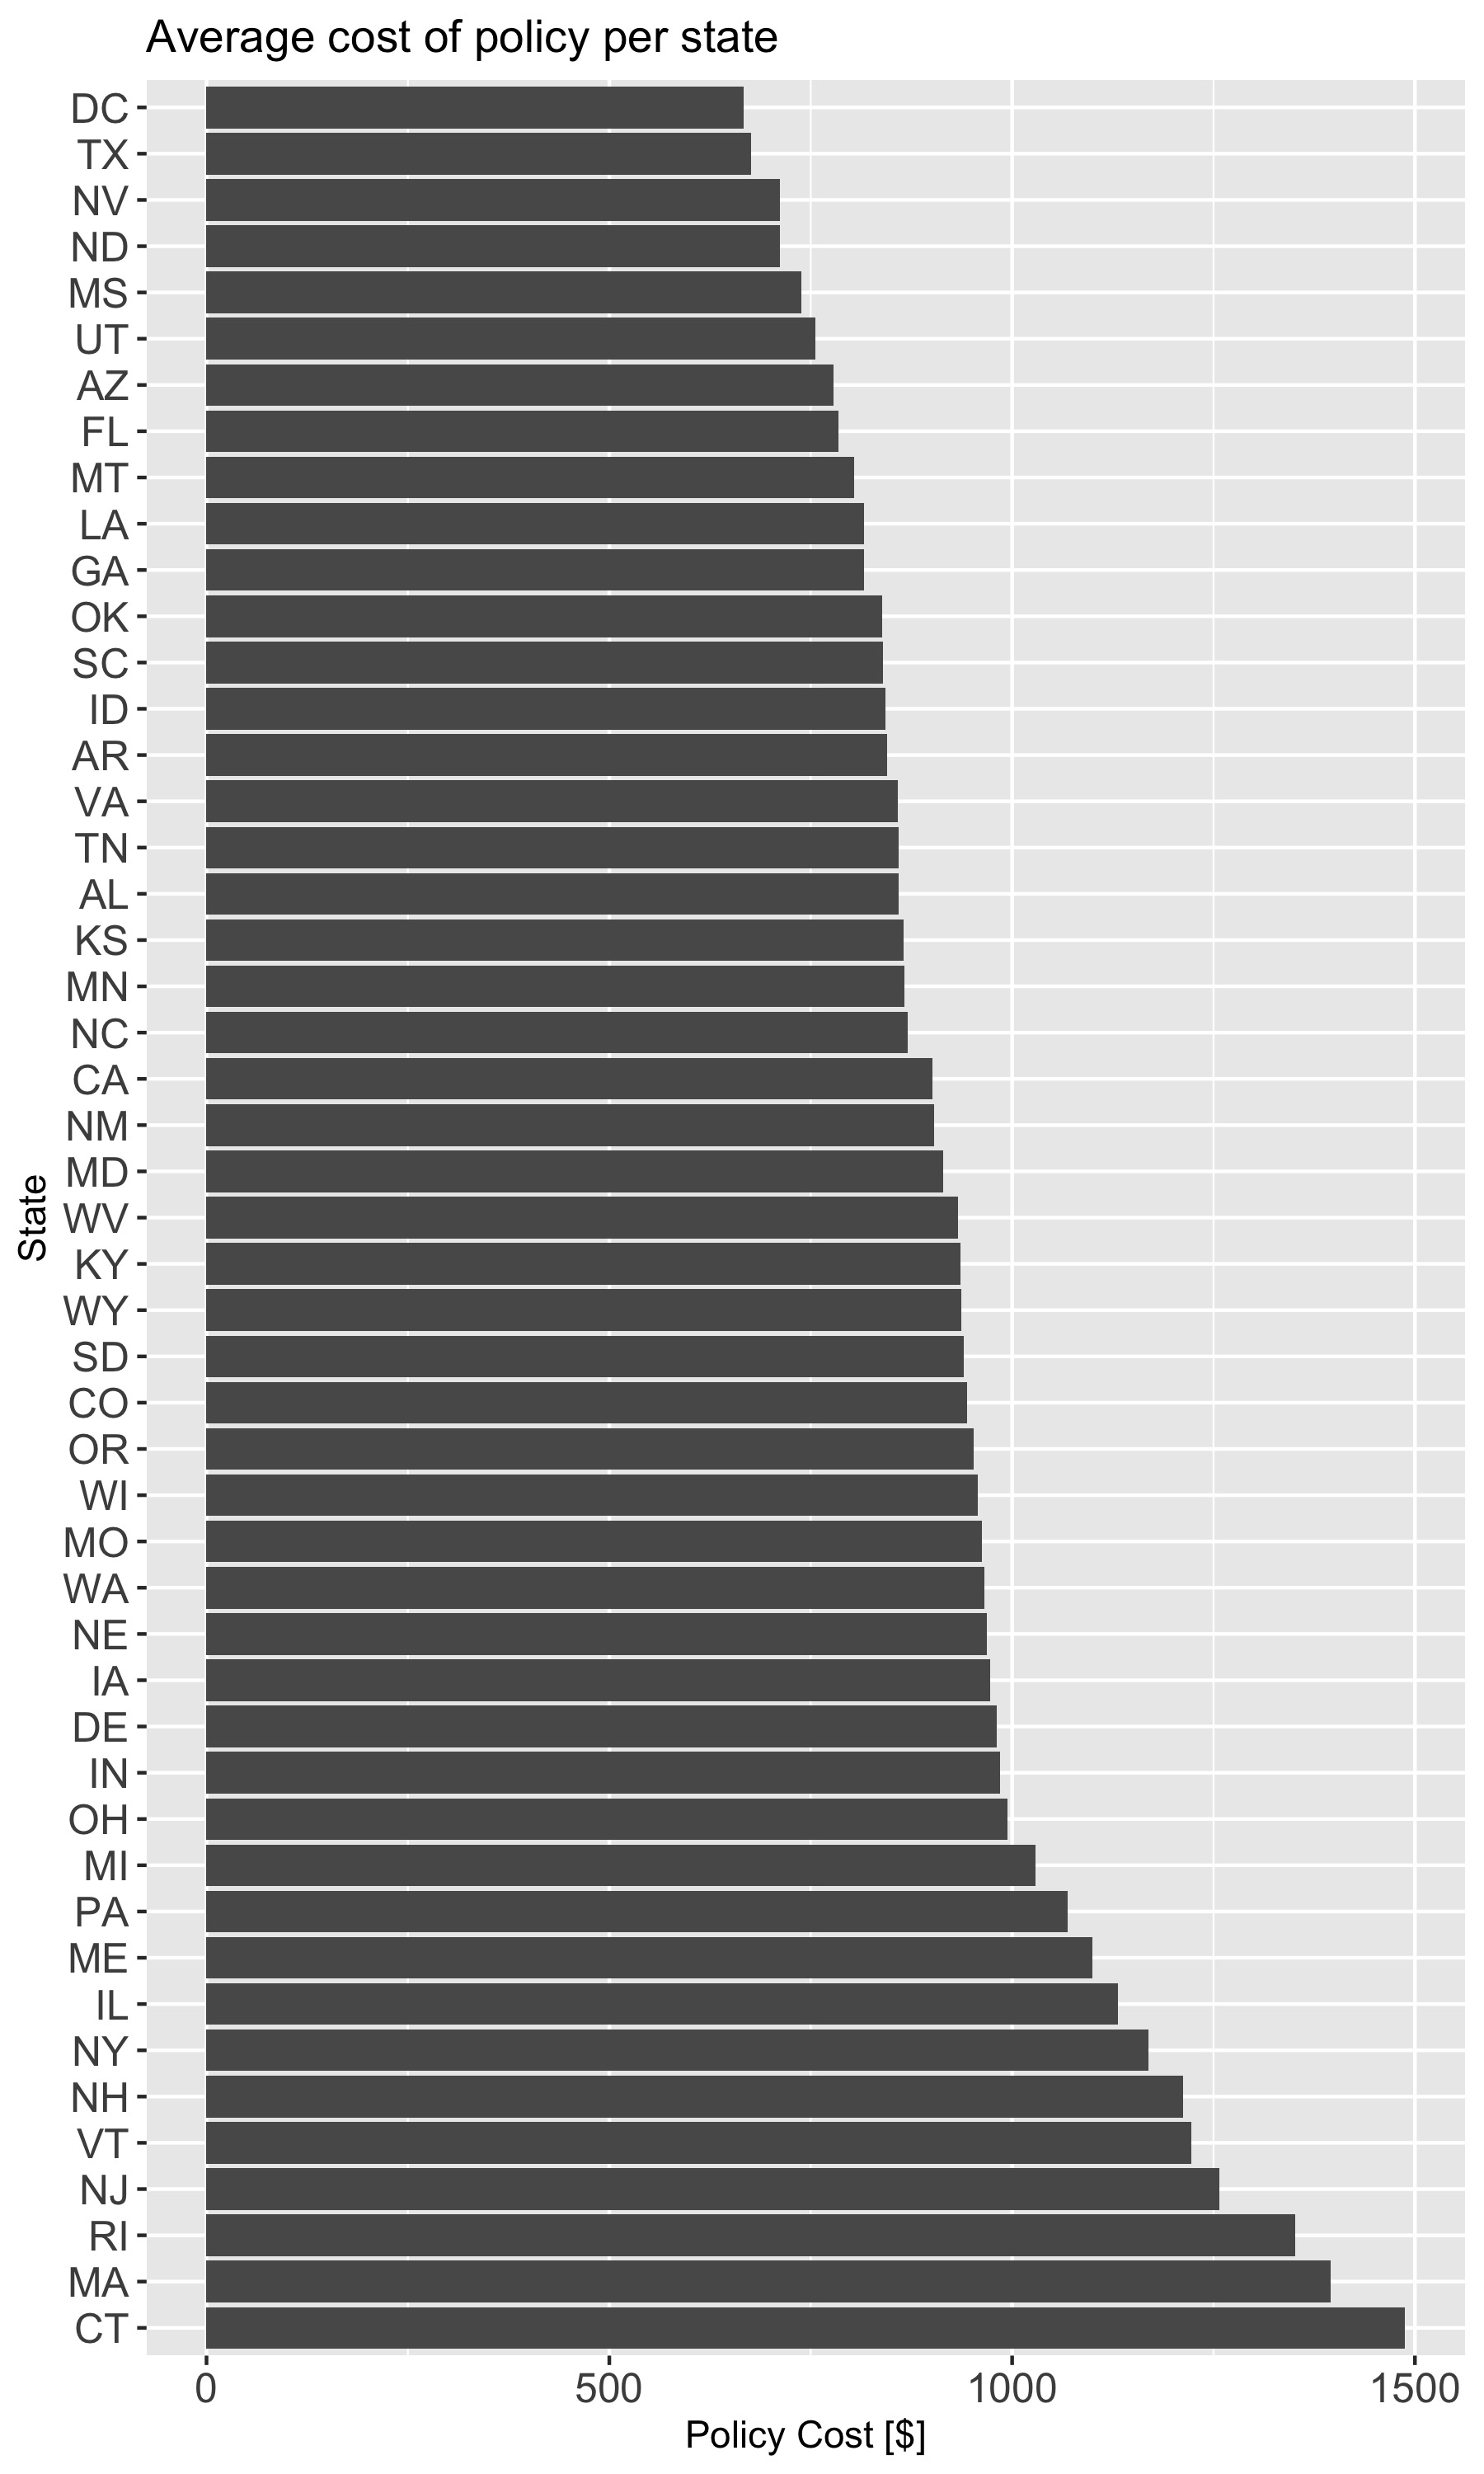 Average cost of policy per state
DC
TX
NV
ND
MS
UT
AZ
FL
MT
LA
GA
OK
SC
ID
AR
VA
TN
AL
KS
MN
NC
CA
NM
MD
WV
KY
WY
SD
CO
OR
WI
MO
WA
NE
IA
DE
IN
OH
MI
PA
ME
IL
NY
NH
VT
NJ
RI
MA
CT
State
0 500 1000 1500
Policy Cost [$]